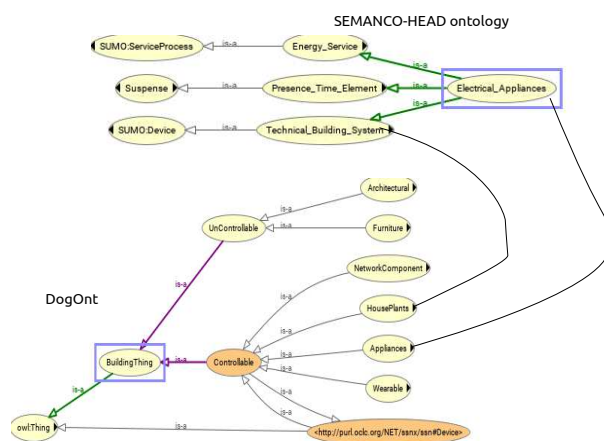 SEMANCO-HEAD ontology
SUMO:ServiceProcess
is-a
Energy_Service
is-a
Suspense
is-a
Presence_Time_Element
is-a
Electrical_Appliances
SUMO:Device
is-a
Technical_Building_System
is-a
Architectural
is-a
UnControllable
is-a
Furniture
is-a
NetworkComponent
is-a
DogOnt
HousePlants
is-a
BuildingThing
is-a
Controllable
is-a
Appliances
is-a
is-a
Wearable
is-a
is-a
owl:Thing
is-a
is-a
<http://purl.oclc.org/NET/ssnx/ssn#Device>